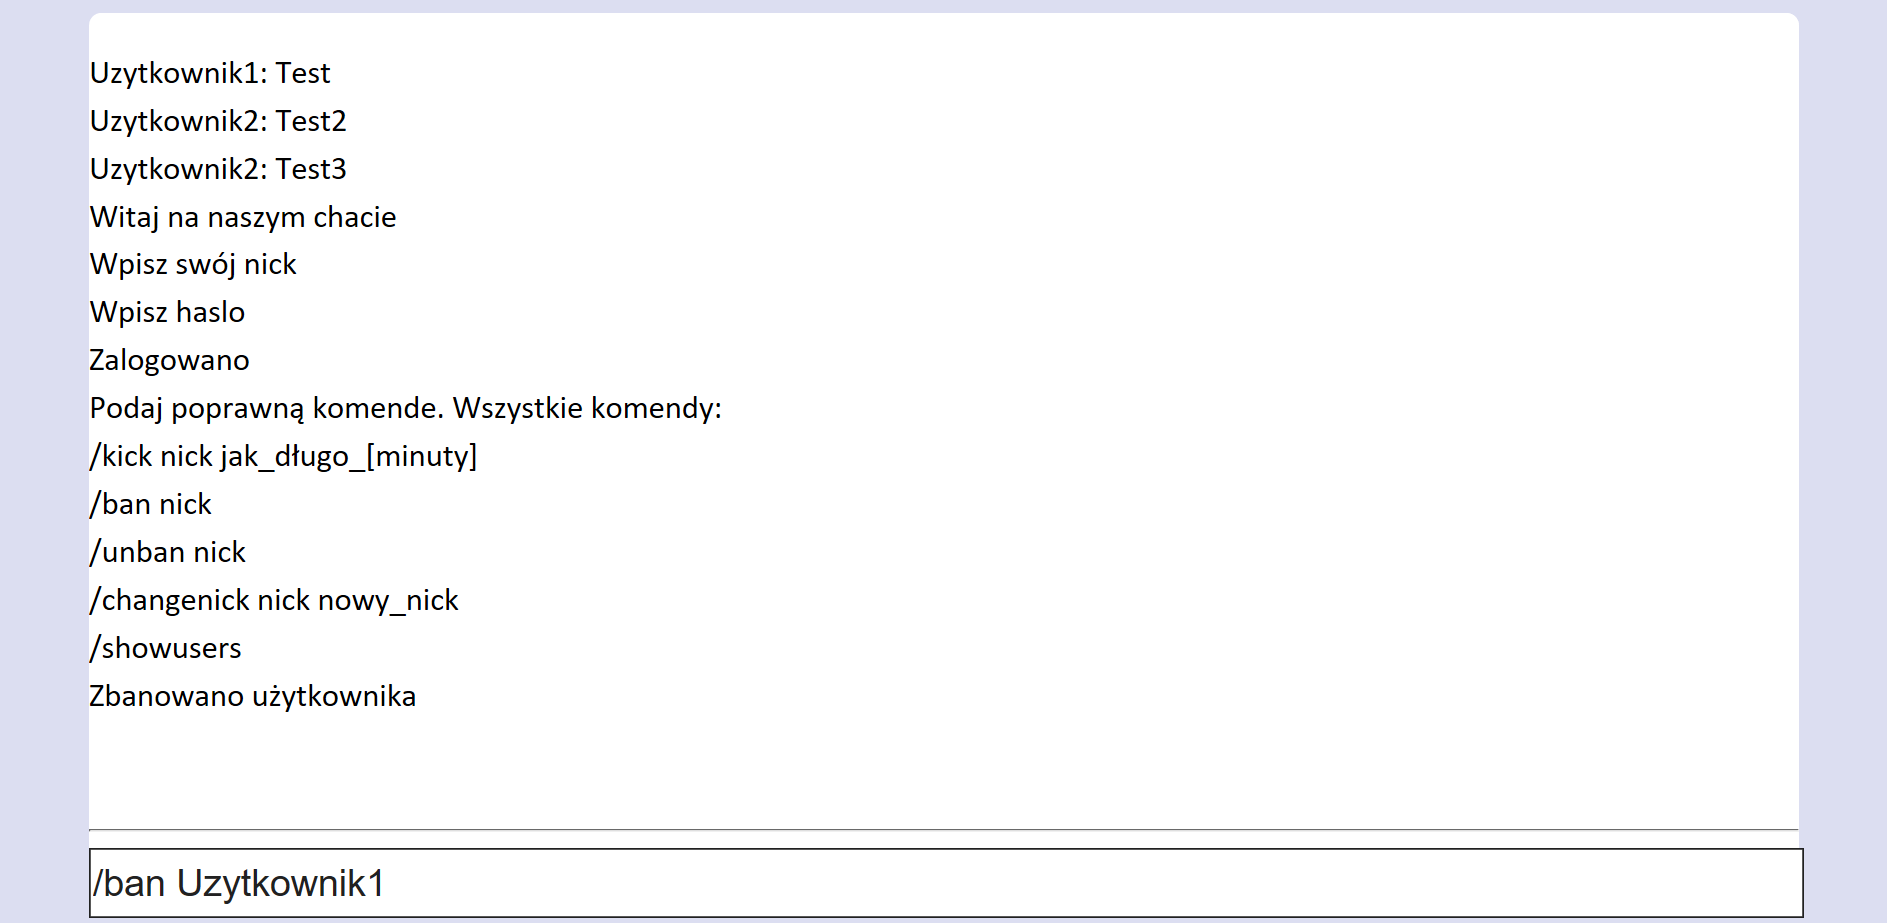 Uzytkownik1: Test
Uzytkownik2: Test2
Uzytkownik2: Test3
Witaj na naszym chacie
Wpisz swój nick
Wpisz haslo
Zalogowano
Podaj poprawną komende. Wszystkie komendy:
/kick nick jak_długo_[minuty]
/ban nick
/unban nick
/changenick nick nowy_nick
/showusers
Zbanowano użytkownika
/ban Uzytkownik1